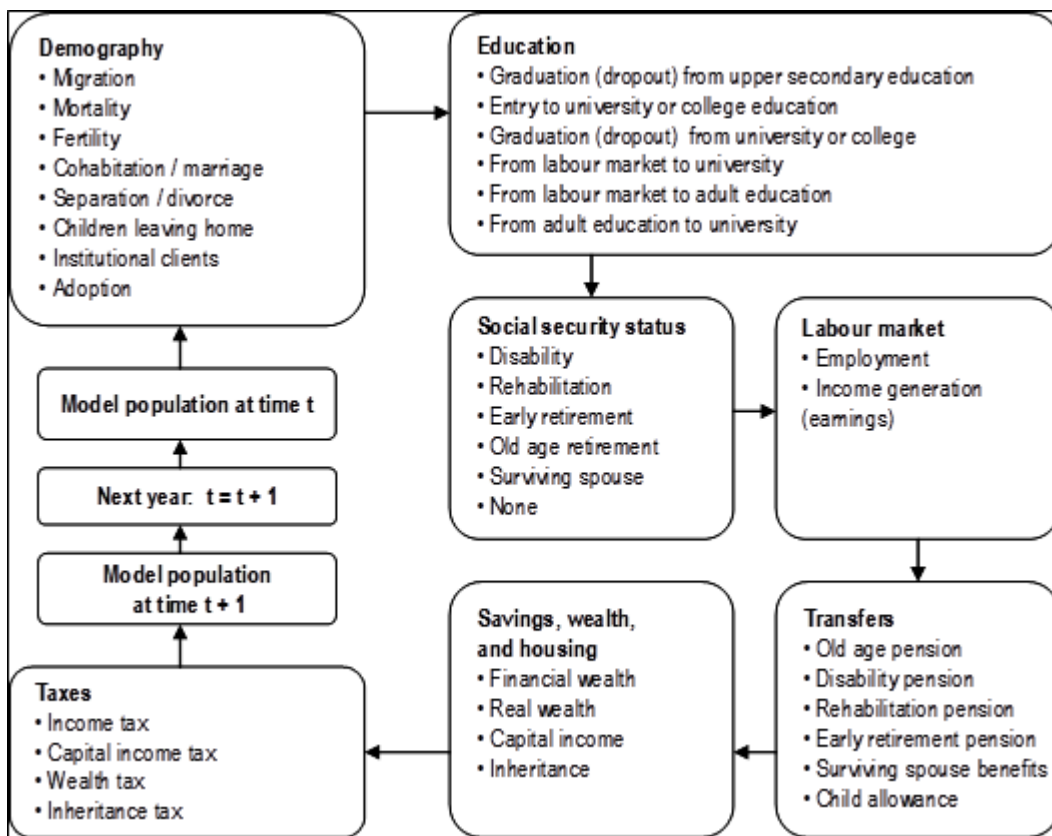 Demography
• Migration
• Mortality
• Fertility
• Cohabitation / marriage
• Separation / divorce
• Children leaving home
• Institutional clients
• Adoption
Education
• Graduation (dropout) from upper secondary education
• Entry to university or college education
• Graduation (dropout) from university or college
• From labour market to university
• From labour market to adult education
• From adult education to university
Social security status
• Disability
• Rehabilitation
• Early retirement
• Old age retirement
• Surviving spouse
• None
Labour market
• Employment
• Income generation
(earnings)
Transfers
• Old age pension
• Disability pension
• Rehabilitation pension
• Early retirement pension
• Surviving spouse benefits
• Child allowance
Savings, wealth,
and housing
• Financial wealth
• Real wealth
• Capital income
• Inheritance
Taxes
• Income tax
• Capital income tax
• Wealth tax
• Inheritance tax
Model population
at time t + 1
Next year: t = t + 1
Model population at time t